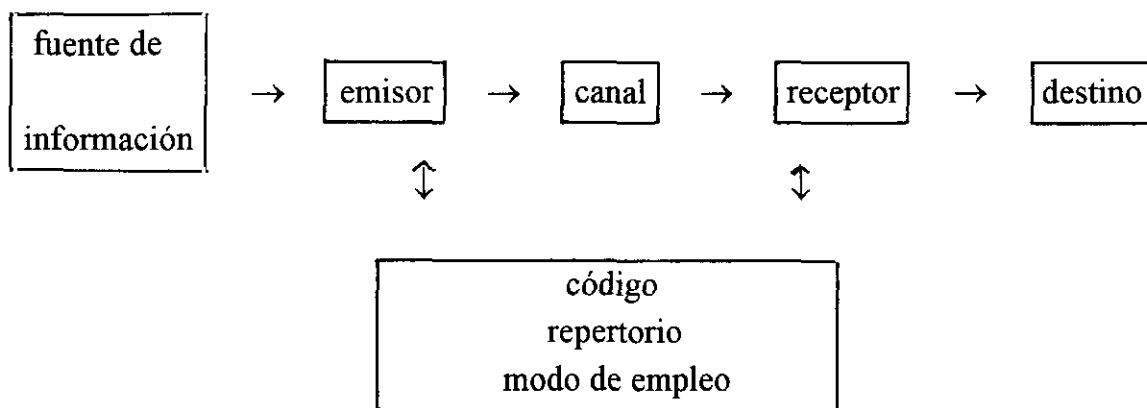 fuente de
información → emisor → canal → receptor → destino
↕ ↕
código
repertorio
modo de empleo